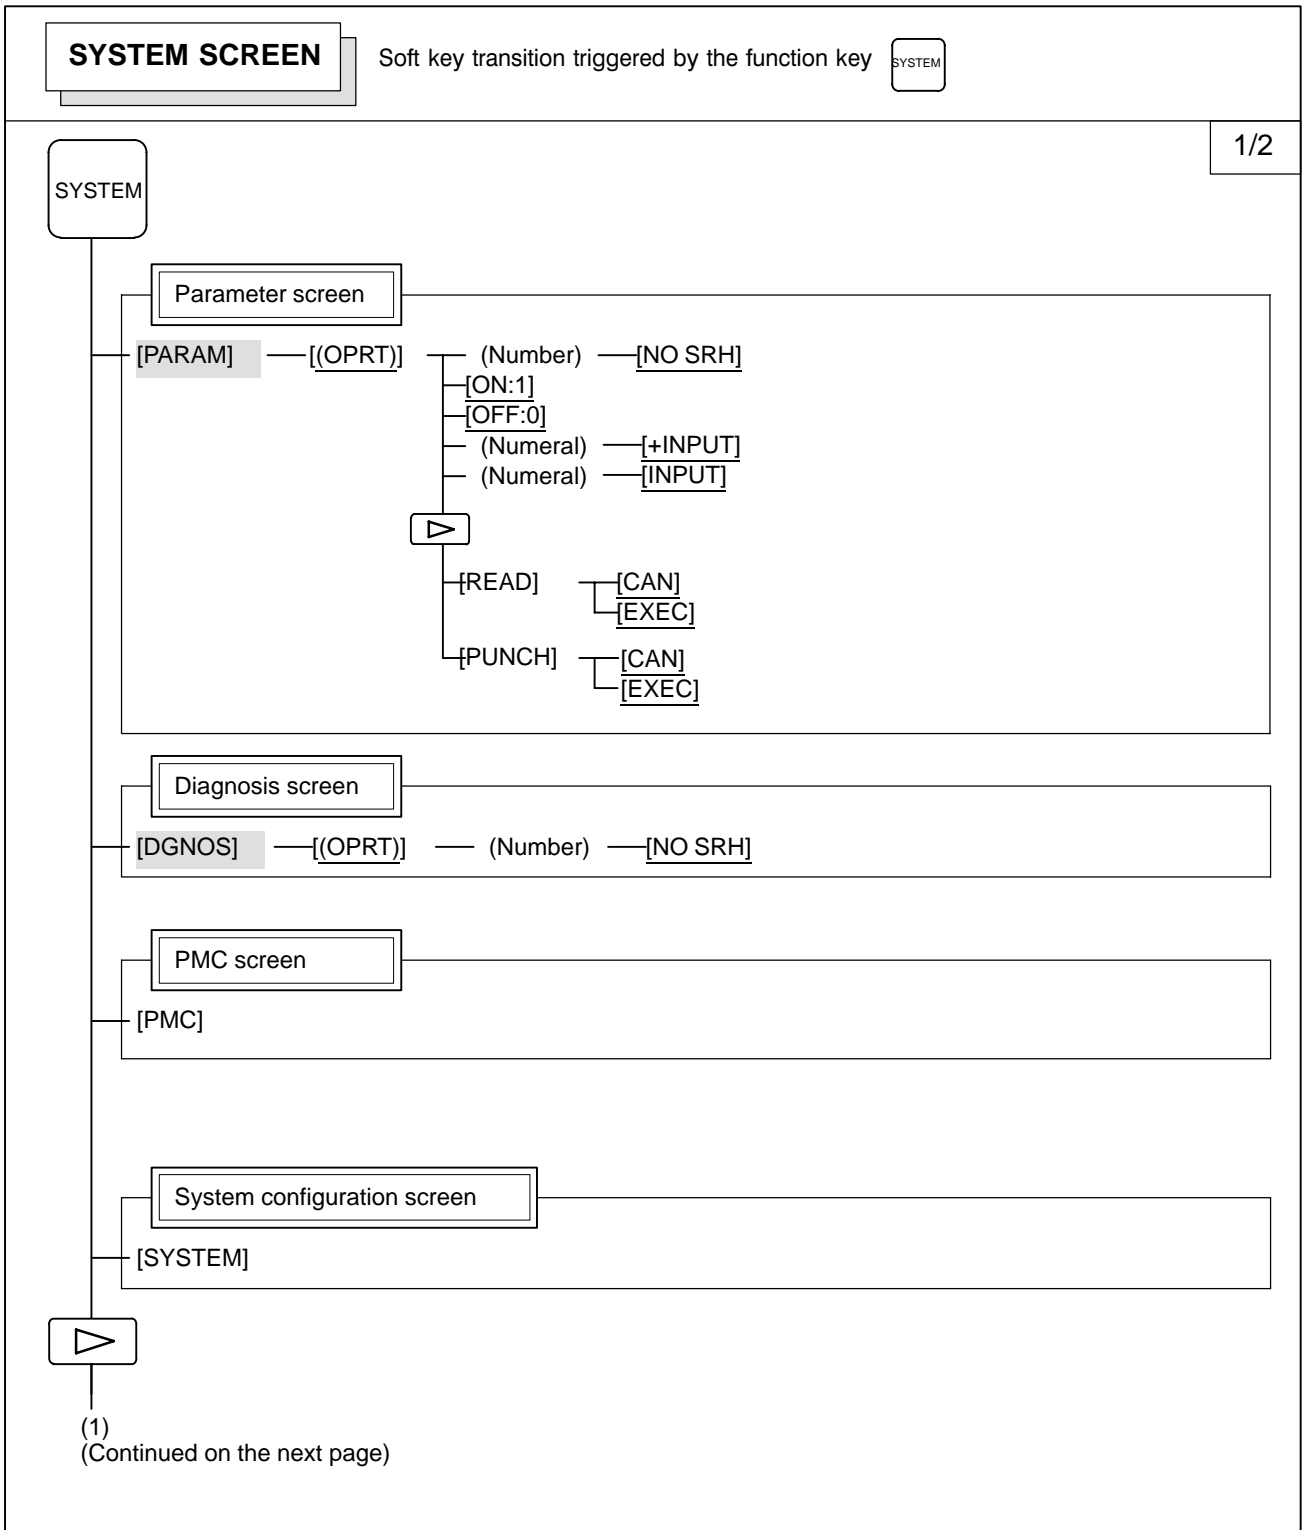 SYSTEM SCREEN Soft key transition triggered by the function key SYSTEM
1/2
SYSTEM
Parameter screen
[PARAM] [(OPRT)] (Number) [NO SRH]
[ON:1]
[OFF:0]
(Numeral) [+INPUT]
(Numeral) [INPUT]
[READ] [CAN]
[EXEC]
[PUNCH] [CAN]
[EXEC]
Diagnosis screen
[DGNOS] [(OPRT)] (Number) [NO SRH]
PMC screen
[PMC]
System configuration screen
[SYSTEM]
(1)
(Continued on the next page)